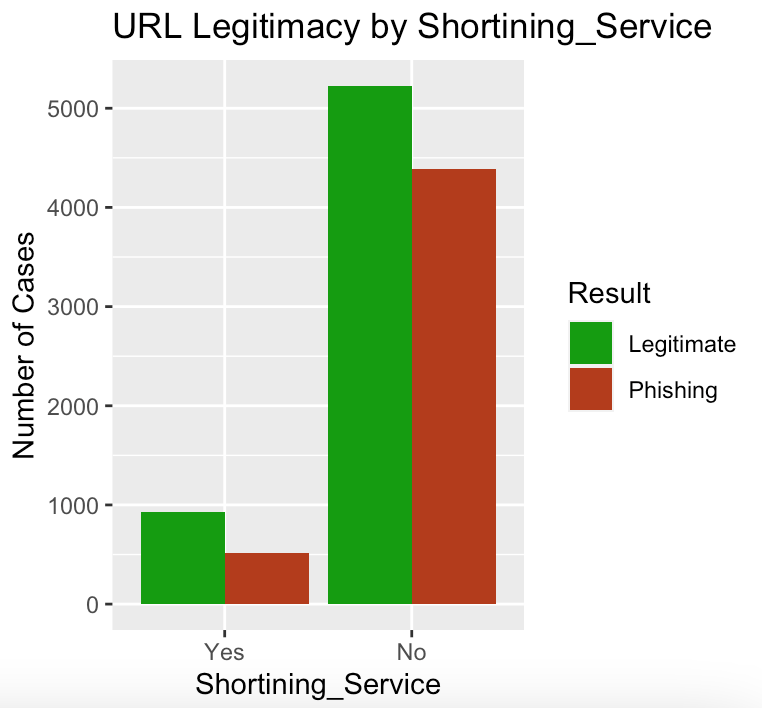 URL Legitimacy by Shortining_Service
5000
4000
3000
2000
1000
0
Number of Cases
Yes No
Shortining_Service
Result
Legitimate
Phishing